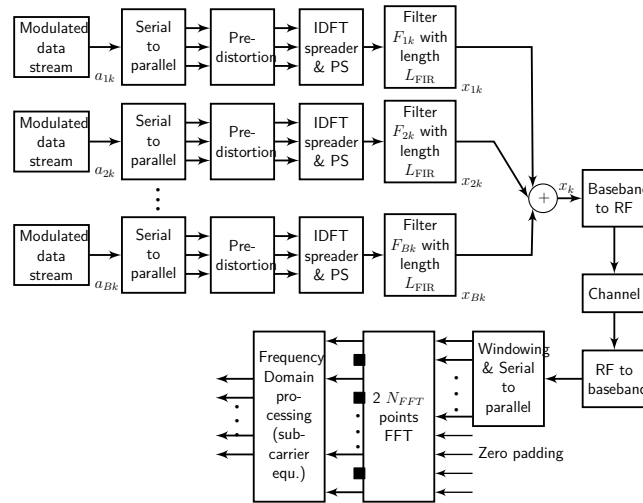 Modulated
data
stream
a1k
Serial
to
parallel
Pre-
distortion
IDFT
spreader
& PS
Filter
F1k with
length
LFIR
x1k
Modulated
data
stream
a2k
Serial
to
parallel
Pre-
distortion
IDFT
spreader
& PS
Filter
F2k with
length
LFIR
x2k
Modulated
data
stream
aBk
Serial
to
parallel
Pre-
distortion
IDFT
spreader
& PS
Filter
FBk with
length
LFIR
xBk
+
xk
Baseband
to RF
Channel
RF to
baseband
Windowing
& Serial
to
parallel
Zero padding
2 NFFT
points
FFT
Frequency
Domain
pro-
cessing
(sub-
carrier
equ.)